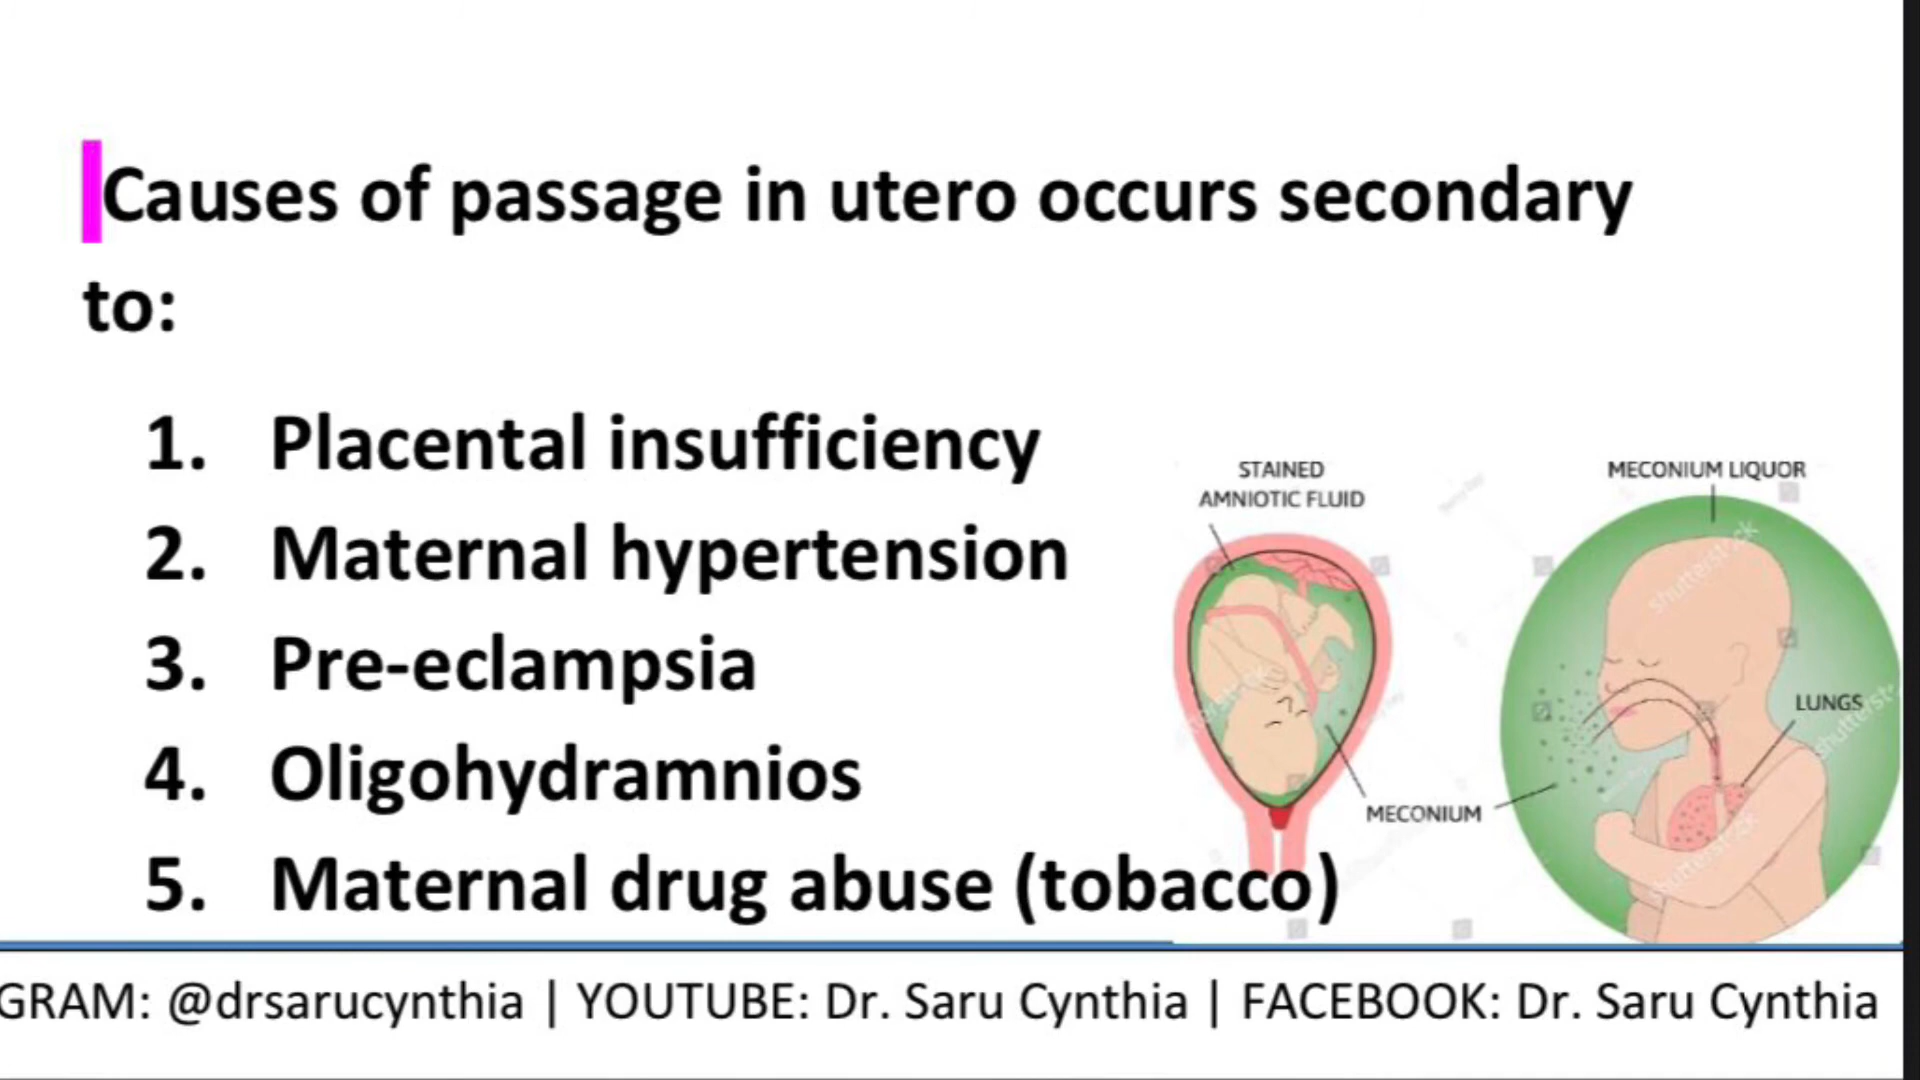 Causes of passage in utero occurs secondary
to:
1. Placental insufficiency
2. Maternal hypertension
3. Pre-eclampsia
4. Oligohydramnios
5. Maternal drug abuse (tobacco)
STAINED
AMNIOTIC FLUID
MECONIUM LIQUOR
LUNGS
MECONIUM
shutterstock
GRAM: @drsarucynthia | YOUTUBE: Dr. Saru Cynthia | FACEBOOK: Dr. Saru Cynthia